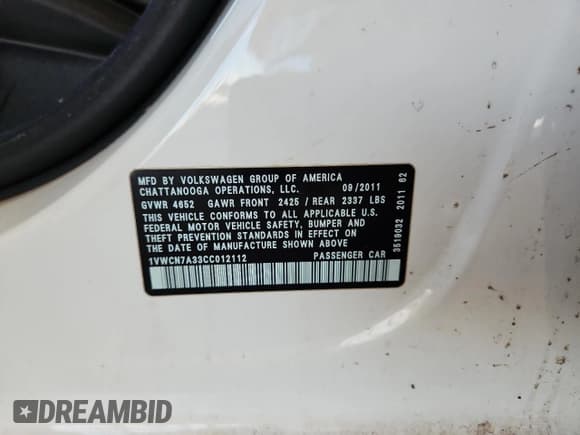 MFD BY VOLKSWAGEN GROUP OF AMERICA
CHATTANOOGA OPERATIONS, LLC. 09/2011
GVWR 4652 GAWR FRONT 2425 / REAR 2337 LBS
THIS VEHICLE CONFORMS TO ALL APPLICABLE U.S.
FEDERAL MOTOR VEHICLE SAFETY, BUMPER AND
THEFT PREVENTION STANDARDS IN EFFECT ON
THE DATE OF MANUFACTURE SHOWN ABOVE.
1VWCN7A33CC012112 PASSENGER CAR
3519032 2011 62
DREAMBID